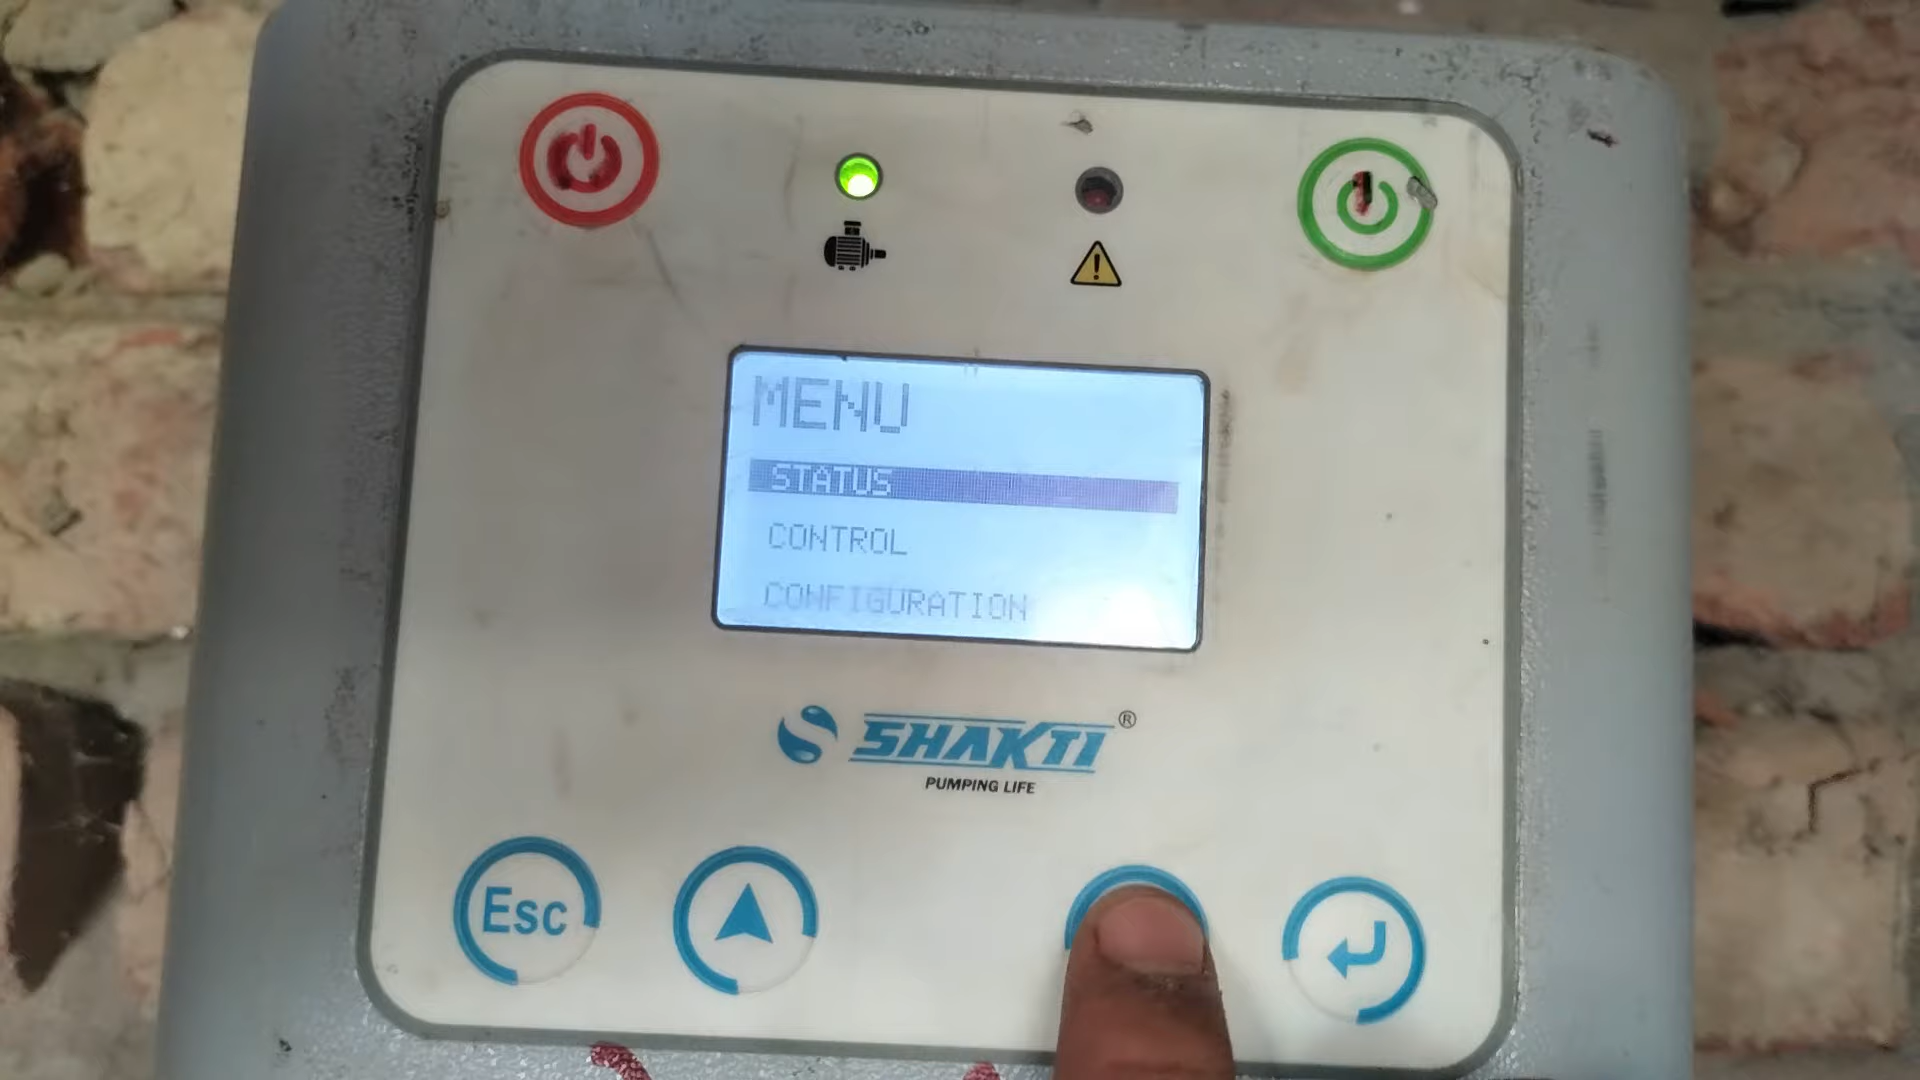 MENU
STATUS
CONTROL
CONFIGURATION
SHAKTI®
PUMPING LIFE
Esc